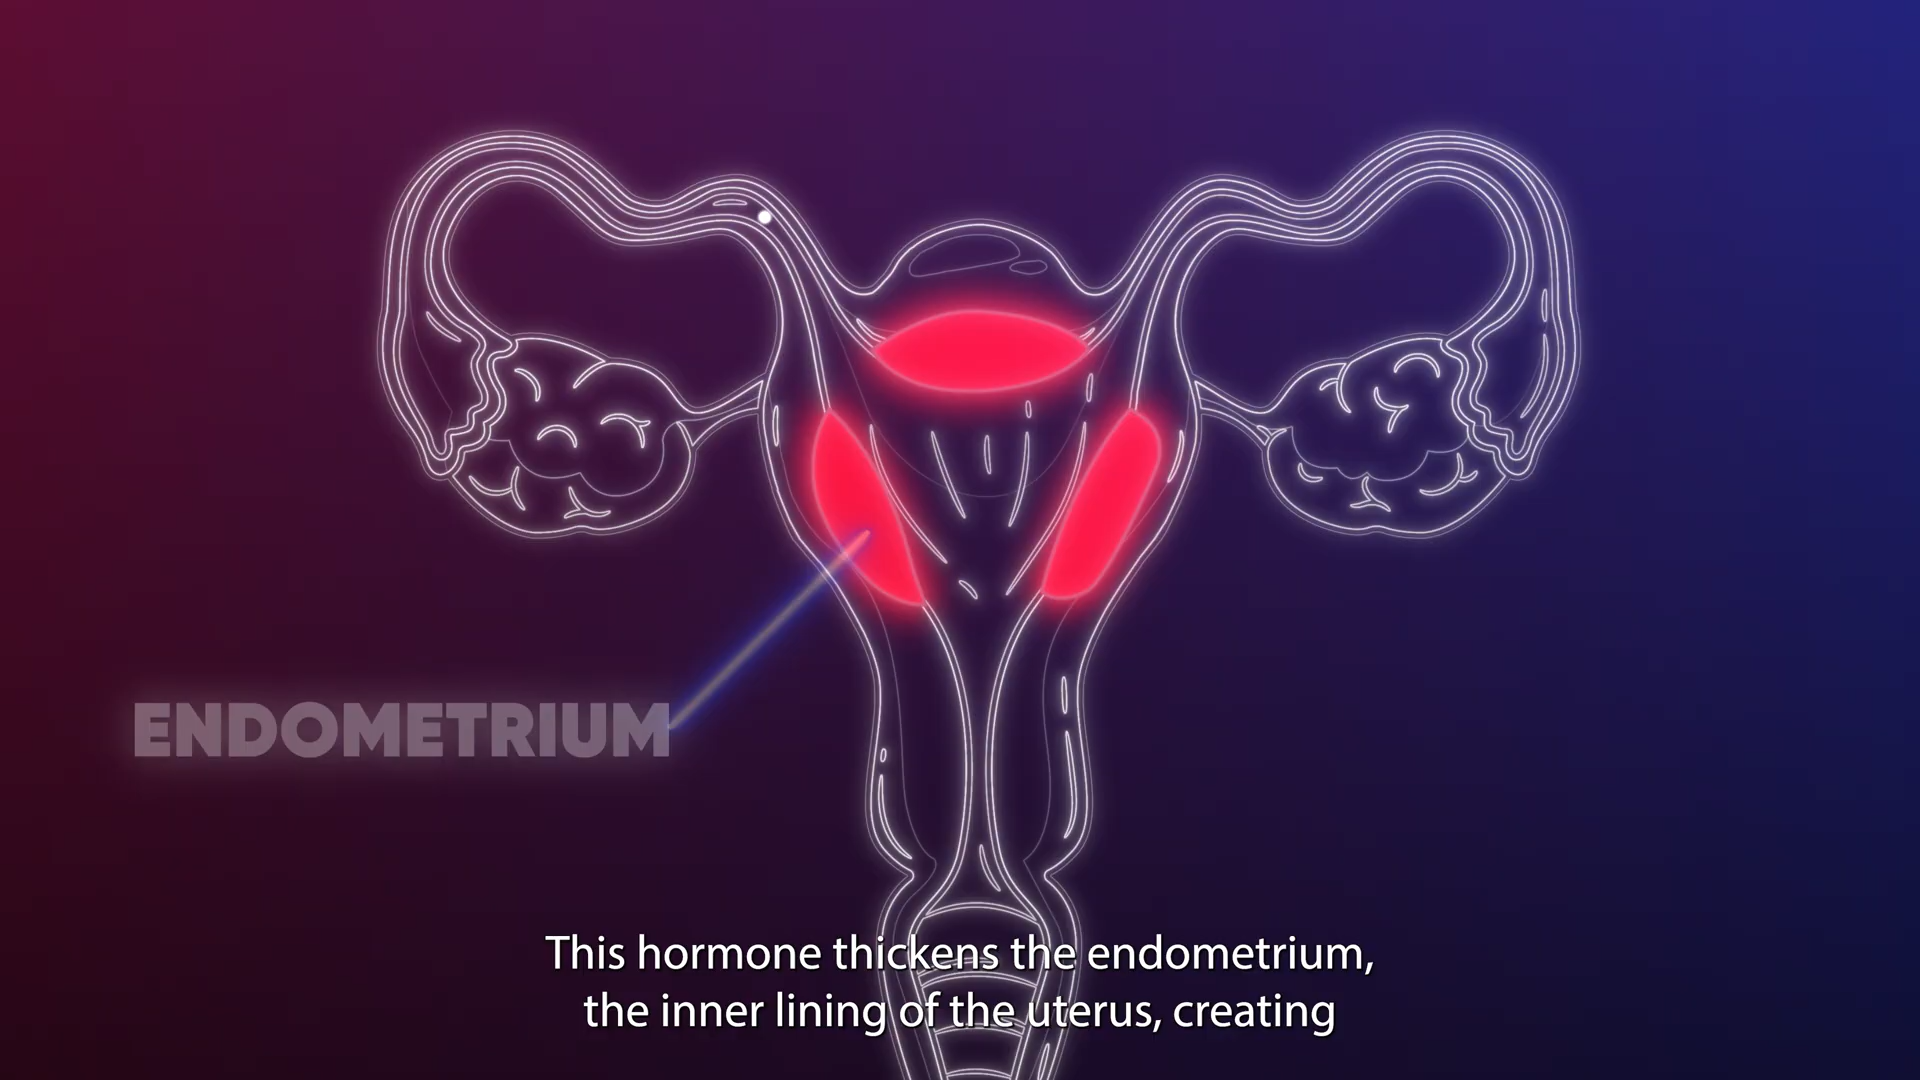 ENDOMETRIUM
This hormone thickens the endometrium,
the inner lining of the uterus, creating